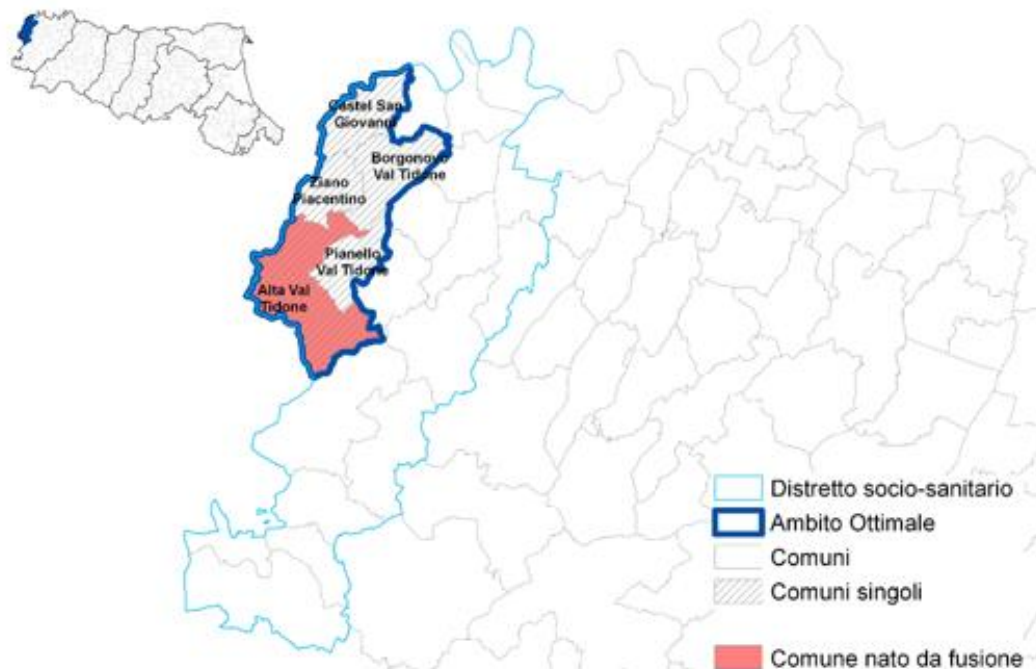 Castel San
Giovanni
Borgonovo
Val Tidone
Ziano
Piacentino
Pianello
Val Tidone
Alta Val
Tidone
Distretto socio-sanitario
Ambito Ottimale
Comuni
Comuni singoli
Comune nato da fusione